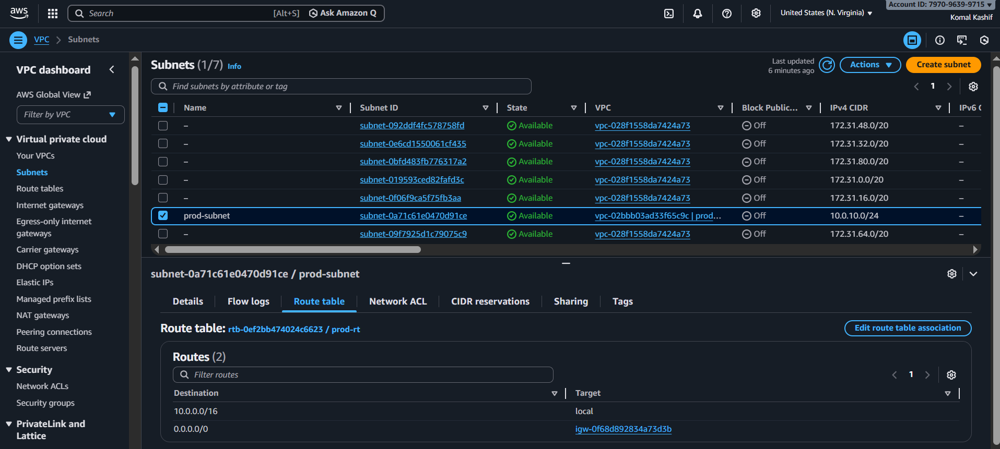 aws
Search [Alt+S] Ask Amazon Q
United States (N. Virginia)
Account ID: 7970-9639-9715
Komal Kashif
VPC > Subnets
VPC dashboard
AWS Global View
Filter by VPC
Virtual private cloud
Your VPCs
Subnets
Route tables
Internet gateways
Egress-only internet
gateways
Carrier gateways
DHCP option sets
Elastic IPs
Managed prefix lists
NAT gateways
Peering connections
Route servers
Security
Network ACLs
Security groups
PrivateLink and
Lattice
Subnets (1/7) Info
Last updated
6 minutes ago
Actions
Create subnet
Find subnets by attribute or tag
1
Name Subnet ID State VPC Block Public... IPv4 CIDR IPv6 C
– subnet-092ddf4fc578758fd Available vpc-028f1558da7424a73 Off 172.31.48.0/20 –
– subnet-0e6cd1550061cf435 Available vpc-028f1558da7424a73 Off 172.31.32.0/20 –
– subnet-0bfd483fb776317a2 Available vpc-028f1558da7424a73 Off 172.31.80.0/20 –
– subnet-019593ced82fafd3c Available vpc-028f1558da7424a73 Off 172.31.0.0/20 –
– subnet-0f06f9ca5f75fb3aa Available vpc-028f1558da7424a73 Off 172.31.16.0/20 –
prod-subnet subnet-0a71c61e0470d91ce Available vpc-02bbb03ad33f65c9c | prod... Off 10.0.10.0/24 –
– subnet-09f7925d1c79075c9 Available vpc-028f1558da7424a73 Off 172.31.64.0/20 –
subnet-0a71c61e0470d91ce / prod-subnet
Details Flow logs Route table Network ACL CIDR reservations Sharing Tags
Route table: rtb-0ef2bb474024c6623 / prod-rt
Edit route table association
Routes (2)
Filter routes
1
Destination Target
10.0.0.0/16 local
0.0.0.0/0 igw-0f68d892834a73d3b